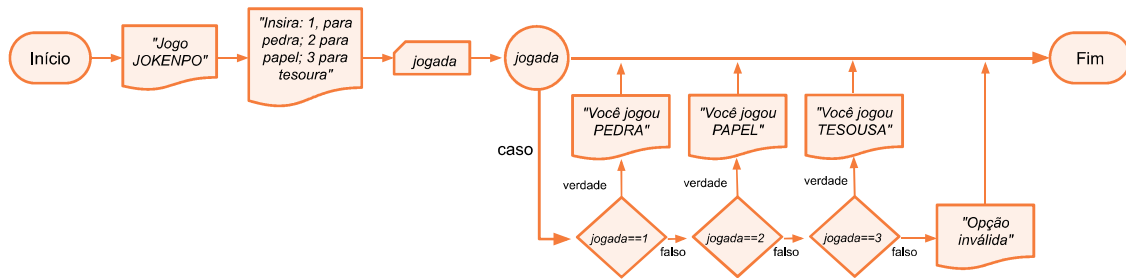 Início
"Jogo
JOKENPO"
"Insira: 1, para
pedra; 2 para
papel; 3 para
tesoura"
jogada
jogada
Fim
"Você jogou
PEDRA"
"Você jogou
PAPEL"
"Você jogou
TESOUSA"
caso
verdade
verdade
verdade
jogada==1
falso
jogada==2
falso
jogada==3
falso
"Opção
inválida"